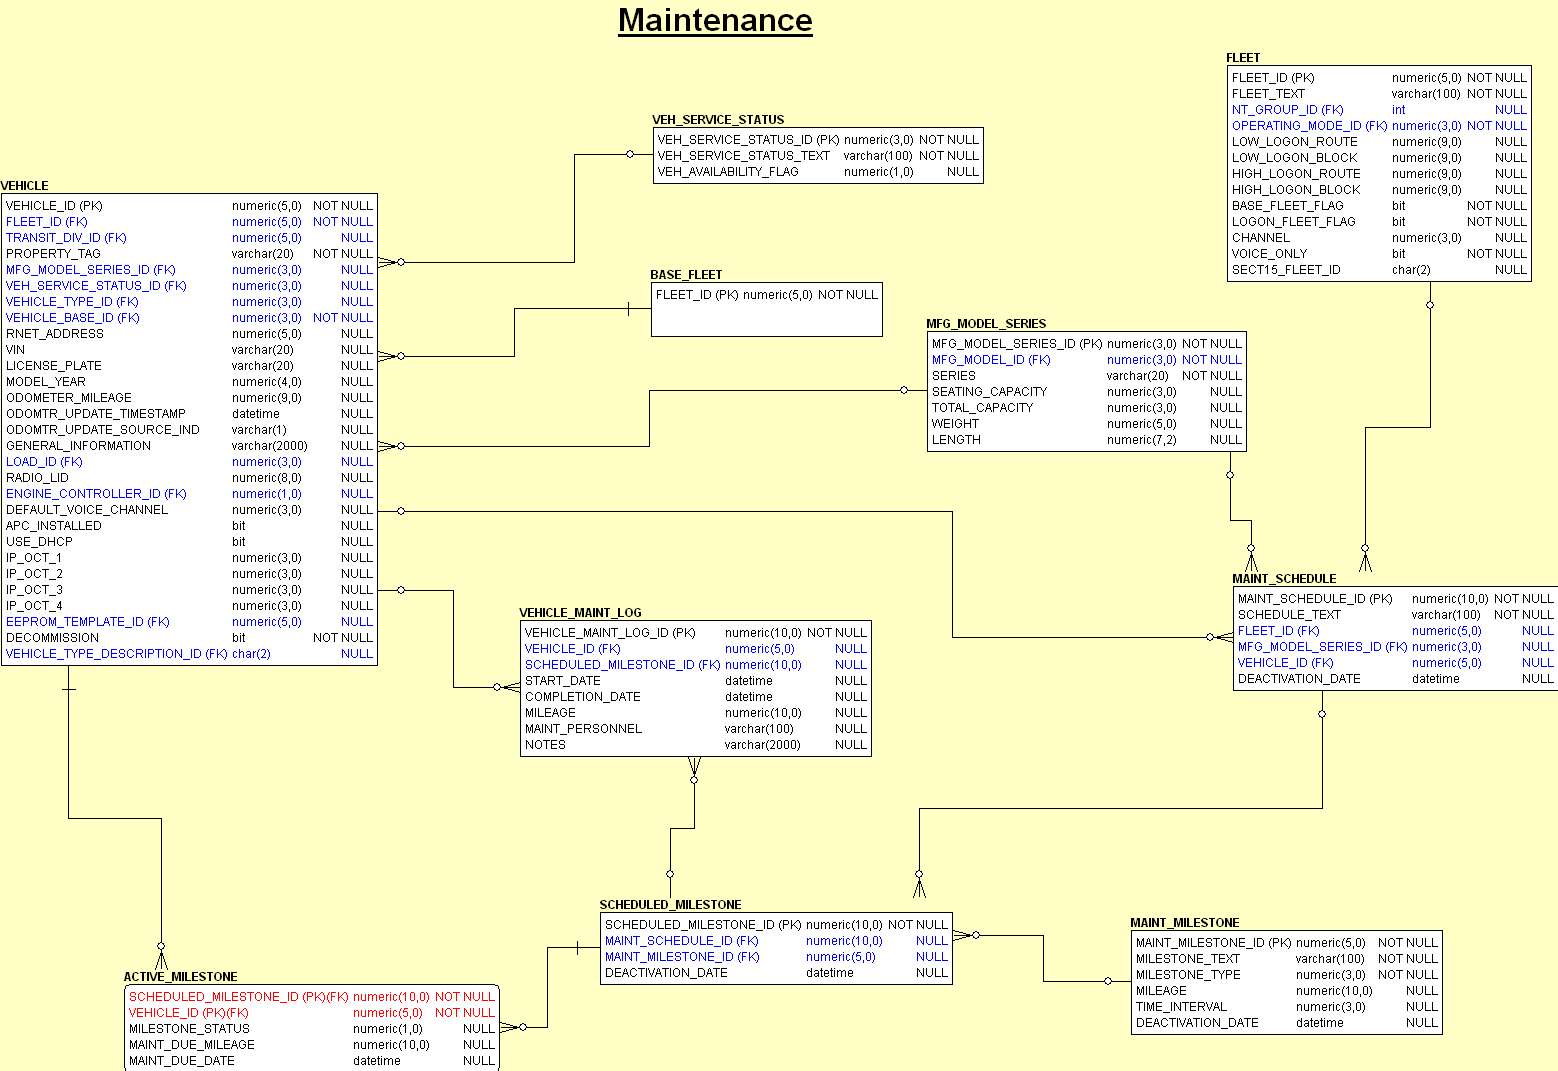 Maintenance
FLEET
FLEET_ID (PK) numeric(5,0) NOT NULL
FLEET_TEXT varchar(100) NOT NULL
NT_GROUP_ID (FK) int NULL
OPERATING_MODE_ID (FK) numeric(3,0) NOT NULL
LOW_LOGON_ROUTE numeric(9,0) NULL
LOW_LOGON_BLOCK numeric(9,0) NULL
HIGH_LOGON_ROUTE numeric(9,0) NULL
HIGH_LOGON_BLOCK numeric(9,0) NULL
BASE_FLEET_FLAG bit NOT NULL
LOGON_FLEET_FLAG bit NOT NULL
CHANNEL numeric(3,0) NULL
VOICE_ONLY bit NOT NULL
SECT15_FLEET_ID char(2) NULL
VEH_SERVICE_STATUS
VEH_SERVICE_STATUS_ID (PK) numeric(3,0) NOT NULL
VEH_SERVICE_STATUS_TEXT varchar(100) NOT NULL
VEH_AVAILABILITY_FLAG numeric(1,0) NULL
VEHICLE
VEHICLE_ID (PK) numeric(5,0) NOT NULL
FLEET_ID (FK) numeric(5,0) NOT NULL
TRANSIT_DIV_ID (FK) numeric(5,0) NULL
PROPERTY_TAG varchar(20) NOT NULL
MFG_MODEL_SERIES_ID (FK) numeric(3,0) NULL
VEH_SERVICE_STATUS_ID (FK) numeric(3,0) NULL
VEHICLE_TYPE_ID (FK) numeric(3,0) NULL
VEHICLE_BASE_ID (FK) numeric(3,0) NOT NULL
RNET_ADDRESS numeric(5,0) NULL
VIN varchar(20) NULL
LICENSE_PLATE varchar(20) NULL
MODEL_YEAR numeric(4,0) NULL
ODOMETER_MILEAGE numeric(9,0) NULL
ODOMTR_UPDATE_TIMESTAMP datetime NULL
ODOMTR_UPDATE_SOURCE_IND varchar(1) NULL
GENERAL_INFORMATION varchar(2000) NULL
LOAD_ID (FK) numeric(3,0) NULL
RADIO_LID numeric(8,0) NULL
ENGINE_CONTROLLER_ID (FK) numeric(1,0) NULL
DEFAULT_VOICE_CHANNEL numeric(3,0) NULL
APC_INSTALLED bit NULL
USE_DHCP bit NULL
IP_OCT_1 numeric(3,0) NULL
IP_OCT_2 numeric(3,0) NULL
IP_OCT_3 numeric(3,0) NULL
IP_OCT_4 numeric(3,0) NULL
EEPROM_TEMPLATE_ID (FK) numeric(5,0) NULL
DECOMMISSION bit NOT NULL
VEHICLE_TYPE_DESCRIPTION_ID (FK) char(2) NULL
BASE_FLEET
FLEET_ID (PK) numeric(5,0) NOT NULL
MFG_MODEL_SERIES
MFG_MODEL_SERIES_ID (PK) numeric(3,0) NOT NULL
MFG_MODEL_ID (FK) numeric(3,0) NOT NULL
SERIES varchar(20) NOT NULL
SEATING_CAPACITY numeric(3,0) NULL
TOTAL_CAPACITY numeric(3,0) NULL
WEIGHT numeric(5,0) NULL
LENGTH numeric(7,2) NULL
MAINT_SCHEDULE
MAINT_SCHEDULE_ID (PK) numeric(10,0) NOT NULL
SCHEDULE_TEXT varchar(100) NOT NULL
FLEET_ID (FK) numeric(5,0) NULL
MFG_MODEL_SERIES_ID (FK) numeric(3,0) NULL
VEHICLE_ID (FK) numeric(5,0) NULL
DEACTIVATION_DATE datetime NULL
VEHICLE_MAINT_LOG
VEHICLE_MAINT_LOG_ID (PK) numeric(10,0) NOT NULL
VEHICLE_ID (FK) numeric(5,0) NULL
SCHEDULED_MILESTONE_ID (FK) numeric(10,0) NULL
START_DATE datetime NULL
COMPLETION_DATE datetime NULL
MILEAGE numeric(10,0) NULL
MAINT_PERSONNEL varchar(100) NULL
NOTES varchar(2000) NULL
SCHEDULED_MILESTONE
SCHEDULED_MILESTONE_ID (PK) numeric(10,0) NOT NULL
MAINT_SCHEDULE_ID (FK) numeric(10,0) NULL
MAINT_MILESTONE_ID (FK) numeric(5,0) NULL
DEACTIVATION_DATE datetime NULL
MAINT_MILESTONE
MAINT_MILESTONE_ID (PK) numeric(5,0) NOT NULL
MILESTONE_TEXT varchar(100) NOT NULL
MILESTONE_TYPE numeric(3,0) NOT NULL
MILEAGE numeric(10,0) NULL
TIME_INTERVAL numeric(3,0) NULL
DEACTIVATION_DATE datetime NULL
ACTIVE_MILESTONE
SCHEDULED_MILESTONE_ID (PK)(FK) numeric(10,0) NOT NULL
VEHICLE_ID (PK)(FK) numeric(5,0) NOT NULL
MILESTONE_STATUS numeric(1,0) NULL
MAINT_DUE_MILEAGE numeric(10,0) NULL
MAINT_DUE_DATE datetime NULL